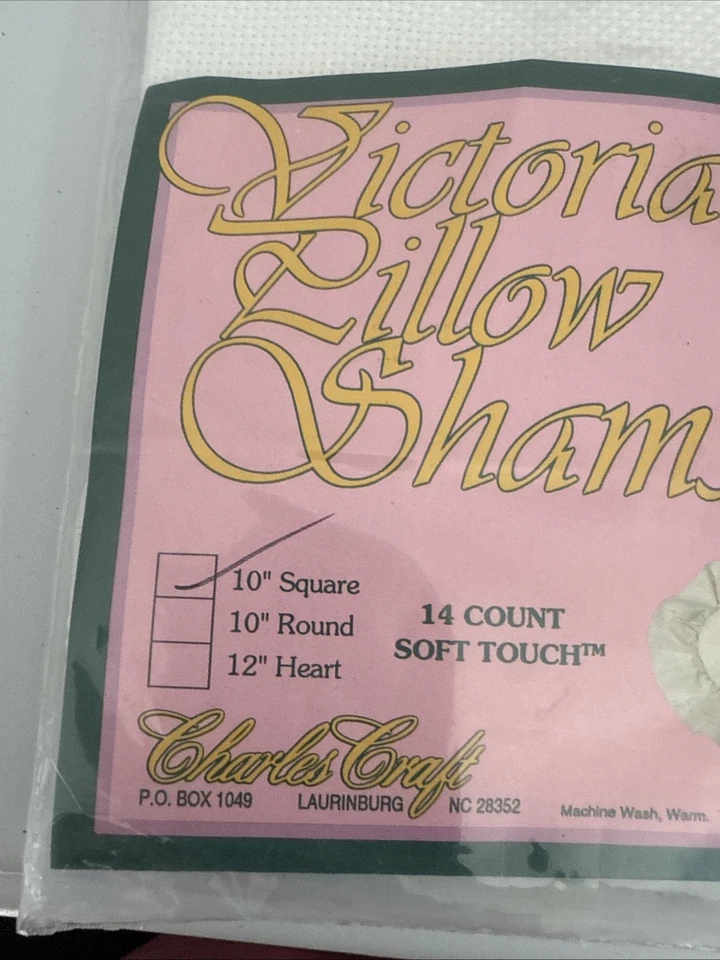 Victoria
Pillow
Shams
10" Square
10" Round
12" Heart
14 COUNT
SOFT TOUCH™
Charles Craft
P.O. BOX 1049 LAURINBURG NC 28352
Machine Wash, Warm.